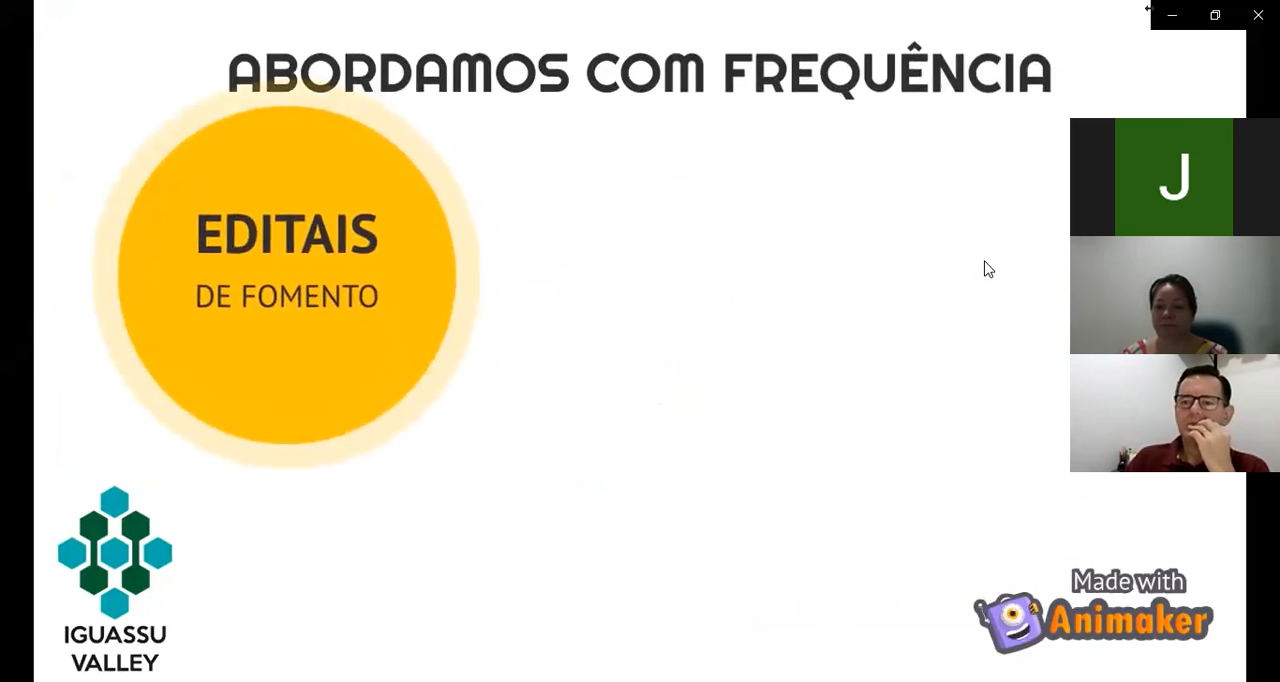 ABORDAMOS COM FREQUÊNCIA
EDITAIS
DE FOMENTO
J
IGUASSU
VALLEY
Made with
Animaker